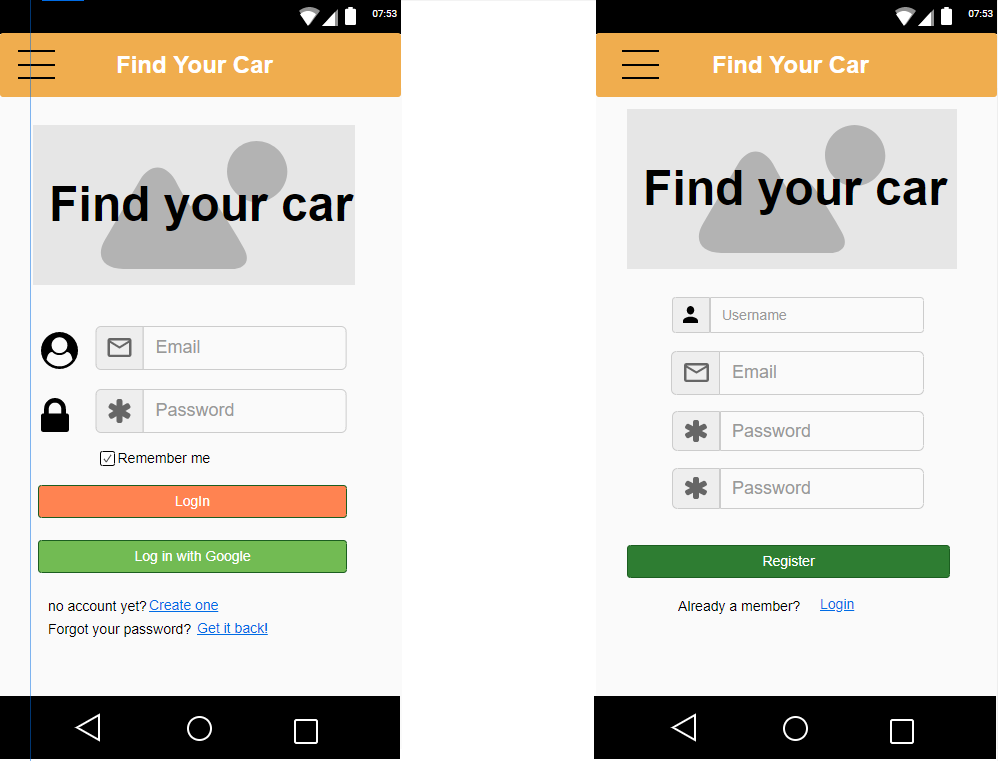 07:53
Find Your Car
Find your car
Email
Password
Remember me
LogIn
Log in with Google
no account yet? Create one
Forgot your password? Get it back!
07:53
Find Your Car
Find your car
Username
Email
Password
Password
Register
Already a member? Login